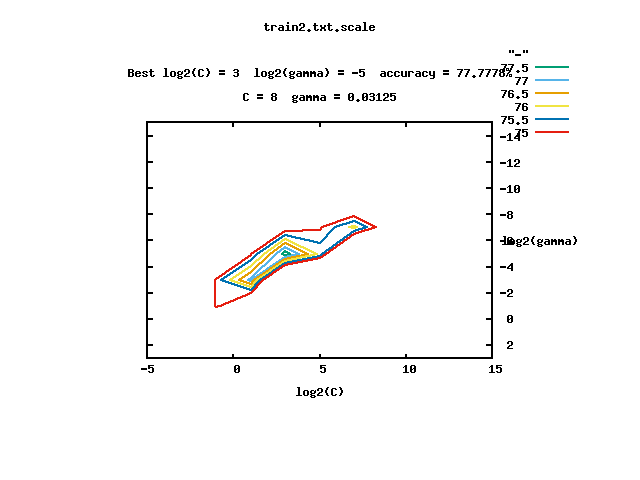 train2.txt.scale
"-"
Best log2(C) = 3  log2(gamma) = -5  accuracy = 77.7778%
77.5
77
76.5
76
75.5
75
C = 8  gamma = 0.03125
-14
-12
-10
-8
-6
log2(gamma)
-4
-2
0
2
-5 0 5 10 15
log2(C)